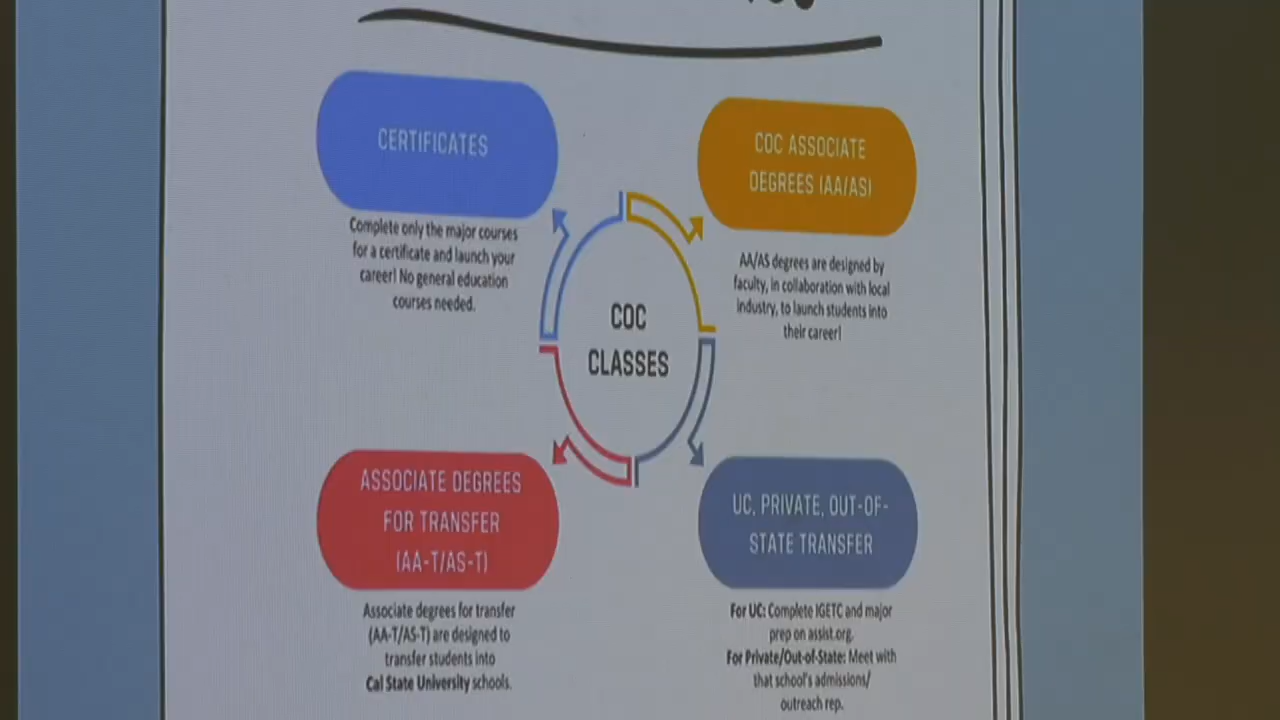 CERTIFICATES
Complete only the major courses
for a certificate and launch your
career! No general education
courses needed.
COC ASSOCIATE
DEGREES (AA/AS)
AA/AS degrees are designed by
faculty, in collaboration with local
industry, to launch students into
their career!
COC
CLASSES
ASSOCIATE DEGREES
FOR TRANSFER
(AA-T/AS-T)
Associate degrees for transfer
(AA-T/AS-T) are designed to
transfer students into
Cal State University schools.
UC, PRIVATE, OUT-OF-
STATE TRANSFER
For UC: Complete IGETC and major
prep on assist.org.
For Private/Out-of-State: Meet with
that school's admissions/
outreach rep.